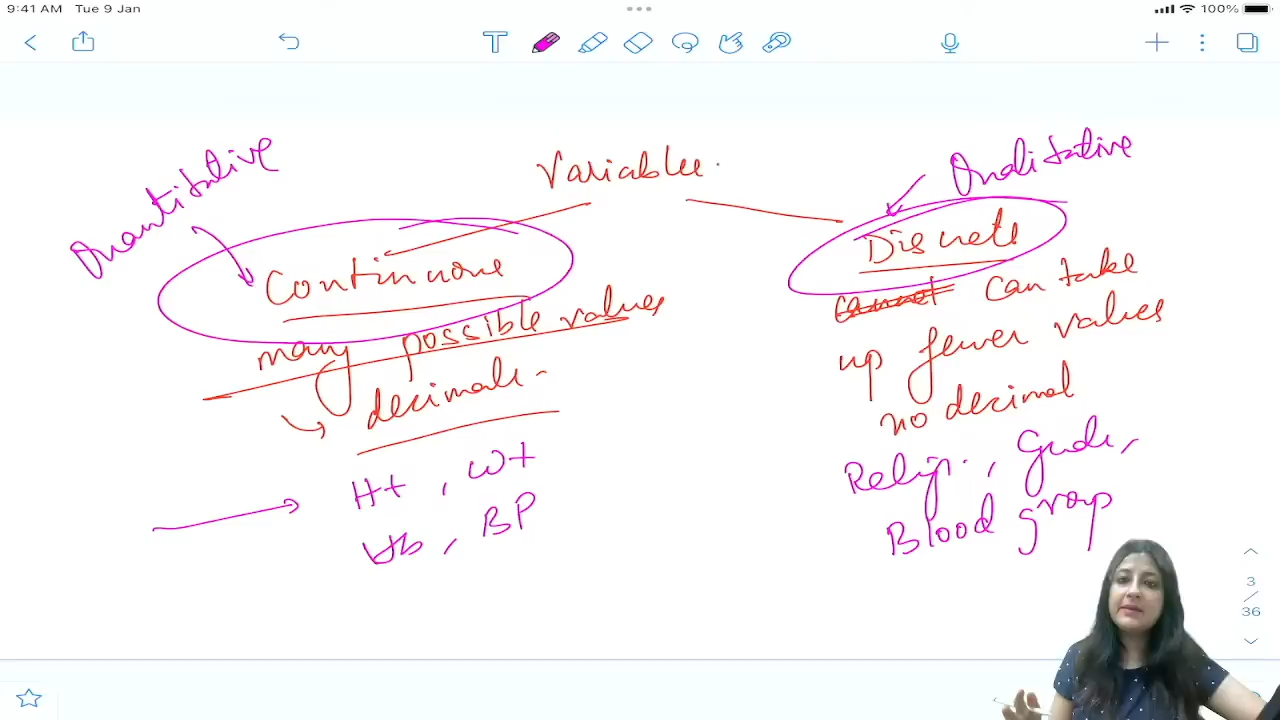 9:41 AM Tue 9 Jan
100%
T
Variables
Quantitative
Qualitative
Continuous
Discrete
many possible values
decimals
Ht, Wt
Hb, BP
cannot can take
up fewer values
no decimal
Relign., Gender,
Blood group
3
36